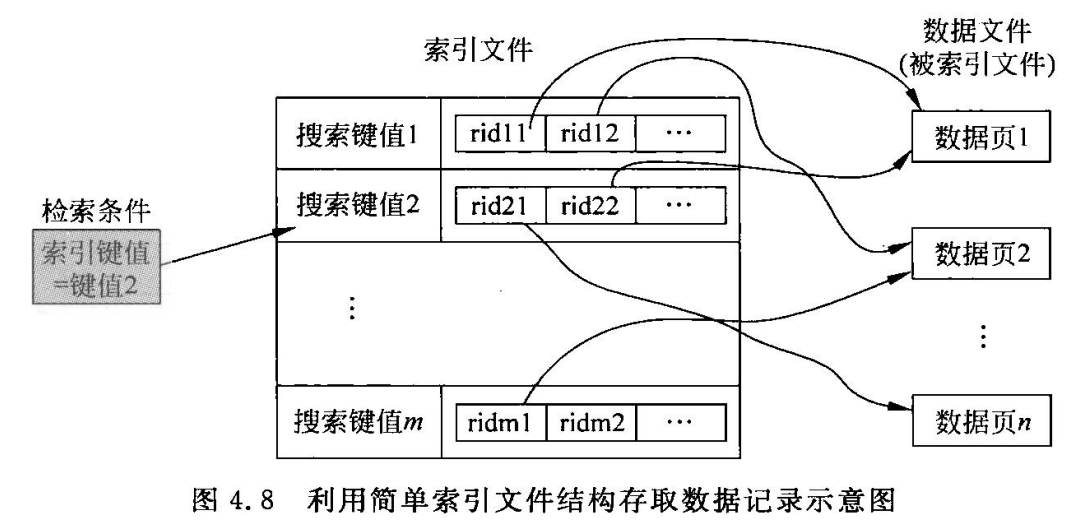 索引文件
数据文件
(被索引文件)
搜索键值1
rid11 rid12 …
数据页1
检索条件
索引键值
=键值2
搜索键值2
rid21 rid22 …
数据页2
⋮
⋮
搜索键值m
ridm1 ridm2 …
数据页n
图 4.8 利用简单索引文件结构存取数据记录示意图